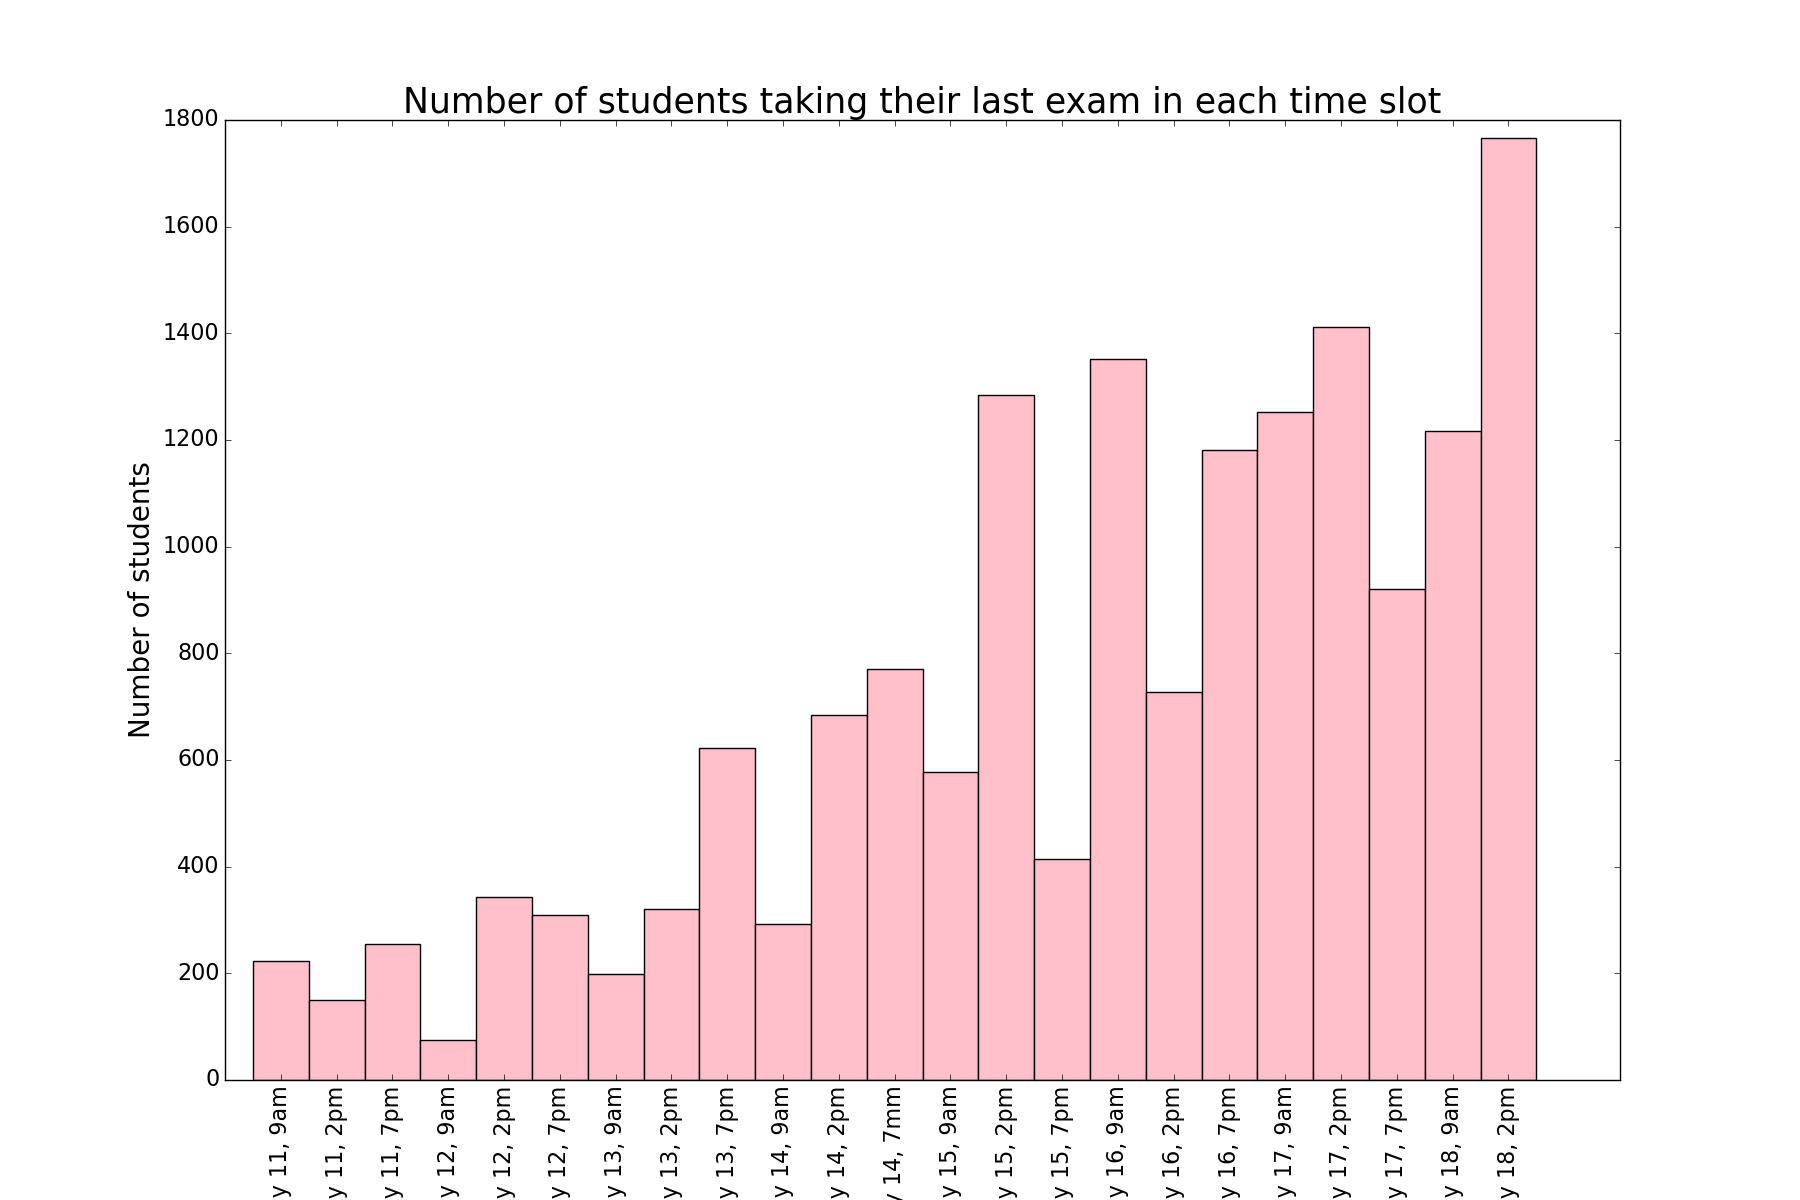 Number of students taking their last exam in each time slot
Number of students
1800
1600
1400
1200
1000
800
600
400
200
0
y 11, 9am
y 11, 2pm
y 11, 7pm
y 12, 9am
y 12, 2pm
y 12, 7pm
y 13, 9am
y 13, 2pm
y 13, 7pm
y 14, 9am
y 14, 2pm
y 14, 7mm
y 15, 9am
y 15, 2pm
y 15, 7pm
y 16, 9am
y 16, 2pm
y 16, 7pm
y 17, 9am
y 17, 2pm
y 17, 7pm
y 18, 9am
y 18, 2pm